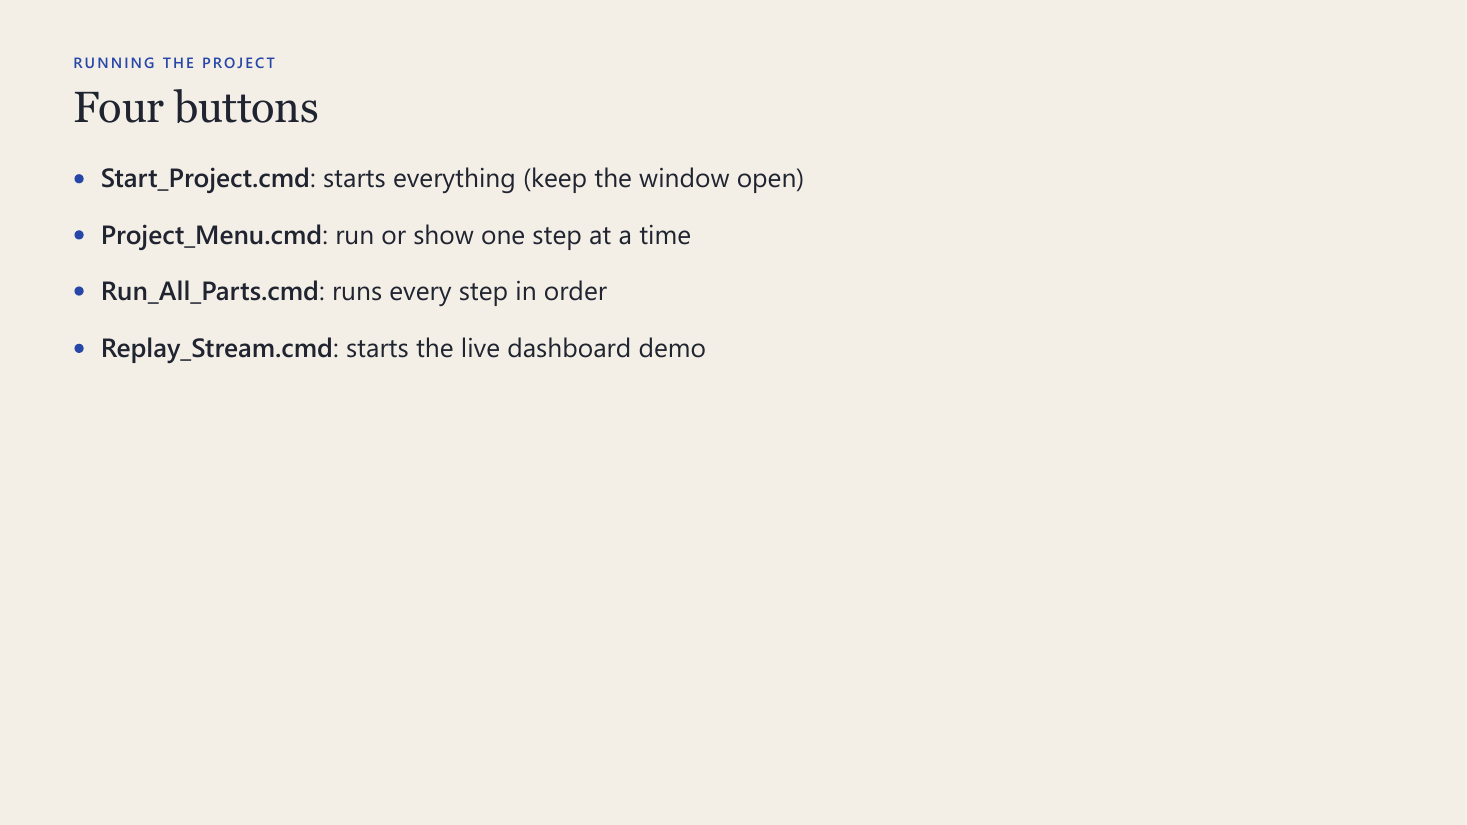 RUNNING THE PROJECT
Four buttons
• Start_Project.cmd: starts everything (keep the window open)
• Project_Menu.cmd: run or show one step at a time
• Run_All_Parts.cmd: runs every step in order
• Replay_Stream.cmd: starts the live dashboard demo